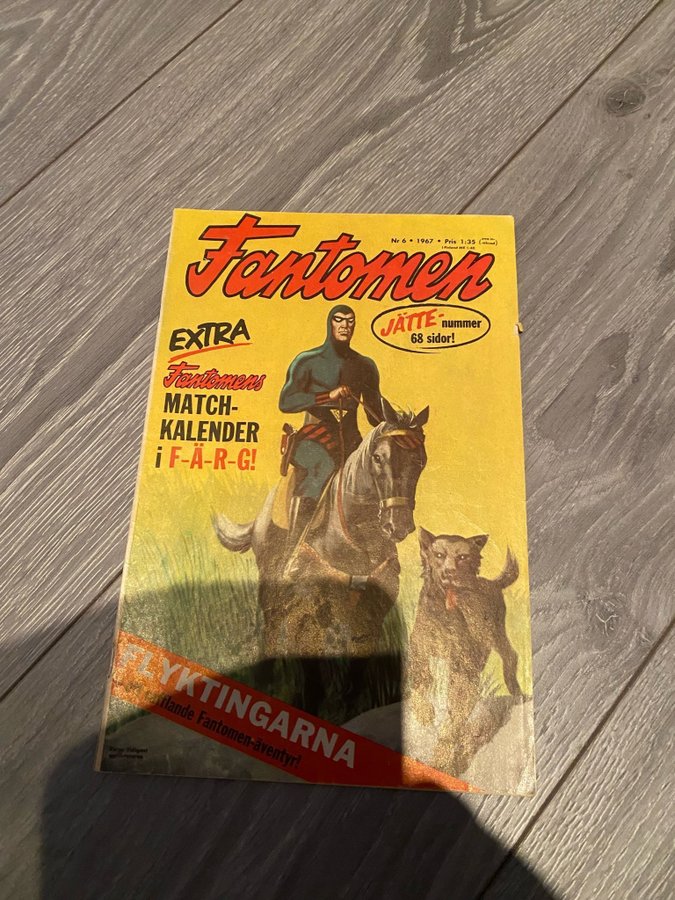 Nr 6 • 1967 • Pris 1:35
Fantomen
JÄTTE-nummer
68 sidor!
EXTRA
Fantomens
MATCH-
KALENDER
i F-Ä-R-G!
FLYKTINGARNA
Fantomen-äventyr!